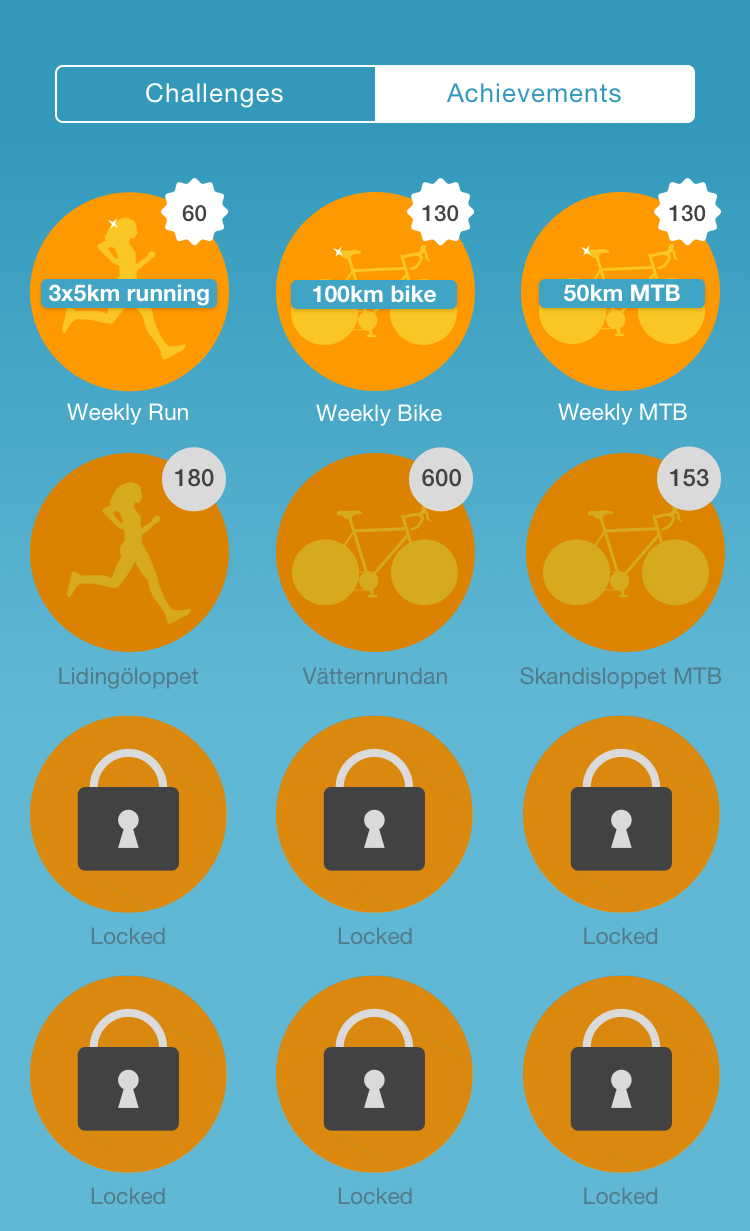 Challenges
Achievements
60
130
130
3x5km running
100km bike
50km MTB
Weekly Run
Weekly Bike
Weekly MTB
180
600
153
Lidingöloppet
Vätternrundan
Skandisloppet MTB
Locked
Locked
Locked
Locked
Locked
Locked